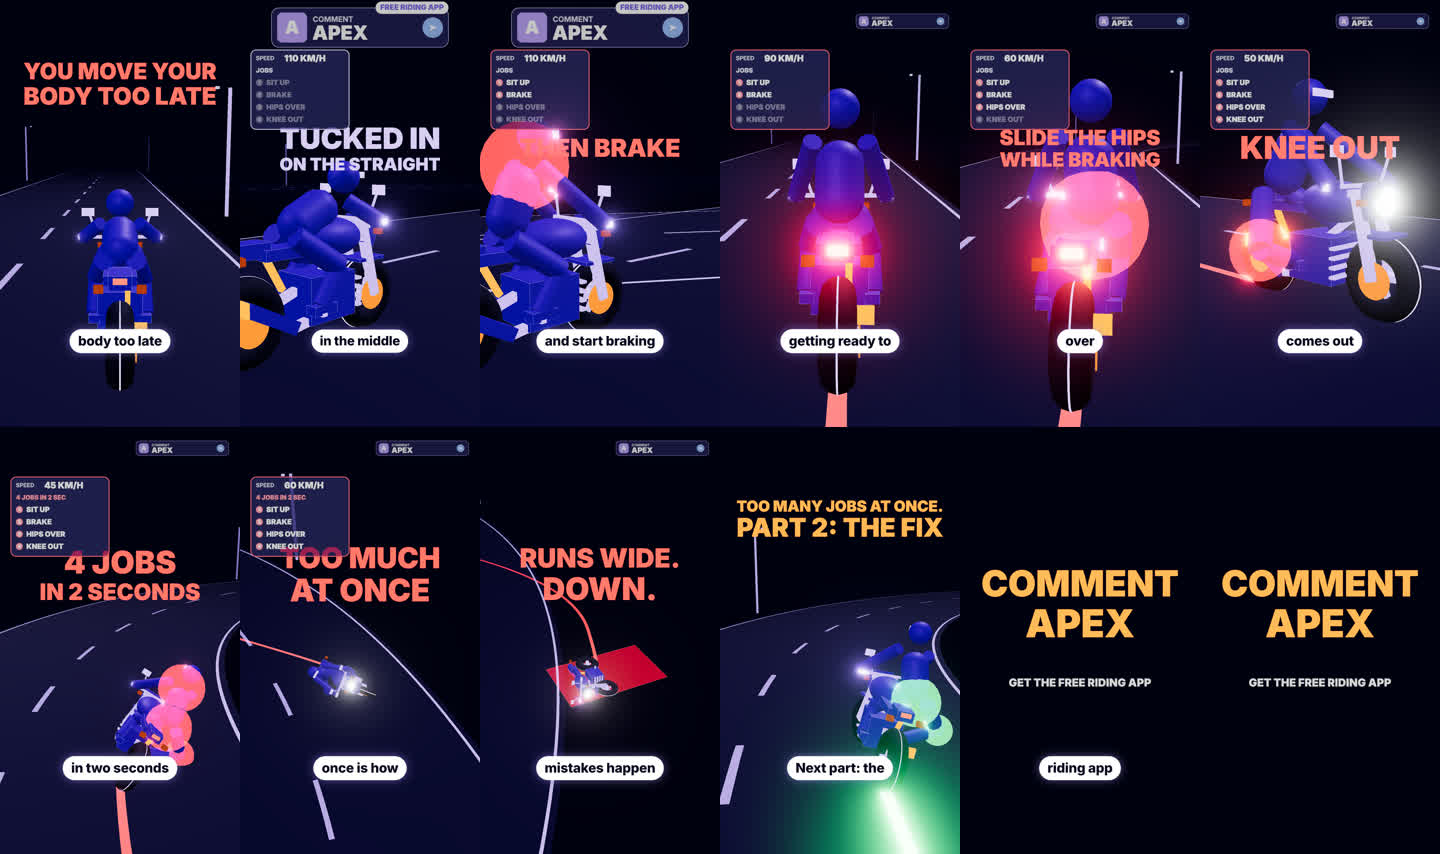 YOU MOVE YOUR
BODY TOO LATE
body too late
FREE RIDING APP
A
COMMENT
APEX
SPEED 110 KM/H
JOBS
SIT UP
BRAKE
HIPS OVER
KNEE OUT
TUCKED IN
ON THE STRAIGHT
in the middle
FREE RIDING APP
A
COMMENT
APEX
SPEED 110 KM/H
JOBS
SIT UP
BRAKE
HIPS OVER
KNEE OUT
THEN BRAKE
and start braking
A
COMMENT
APEX
SPEED 90 KM/H
JOBS
SIT UP
BRAKE
HIPS OVER
KNEE OUT
getting ready to
A
COMMENT
APEX
SPEED 60 KM/H
JOBS
SIT UP
BRAKE
HIPS OVER
KNEE OUT
SLIDE THE HIPS
WHILE BRAKING
over
A
COMMENT
APEX
SPEED 50 KM/H
JOBS
SIT UP
BRAKE
HIPS OVER
KNEE OUT
KNEE OUT
comes out
A
COMMENT
APEX
SPEED 45 KM/H
4 JOBS IN 2 SEC
SIT UP
BRAKE
HIPS OVER
KNEE OUT
4 JOBS
IN 2 SECONDS
in two seconds
A
COMMENT
APEX
SPEED 60 KM/H
4 JOBS IN 2 SEC
SIT UP
BRAKE
HIPS OVER
KNEE OUT
TOO MUCH
AT ONCE
once is how
A
COMMENT
APEX
RUNS WIDE.
DOWN.
mistakes happen
TOO MANY JOBS AT ONCE.
PART 2: THE FIX
Next part: the
COMMENT
APEX
GET THE FREE RIDING APP
riding app
COMMENT
APEX
GET THE FREE RIDING APP